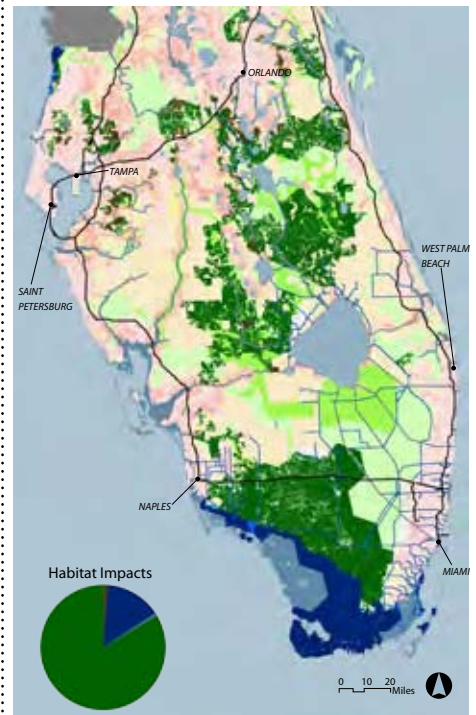 ORLANDO
TAMPA
WEST PALM
BEACH
SAINT
PETERSBURG
NAPLES
MIAMI
Habitat Impacts
0 10 20
Miles